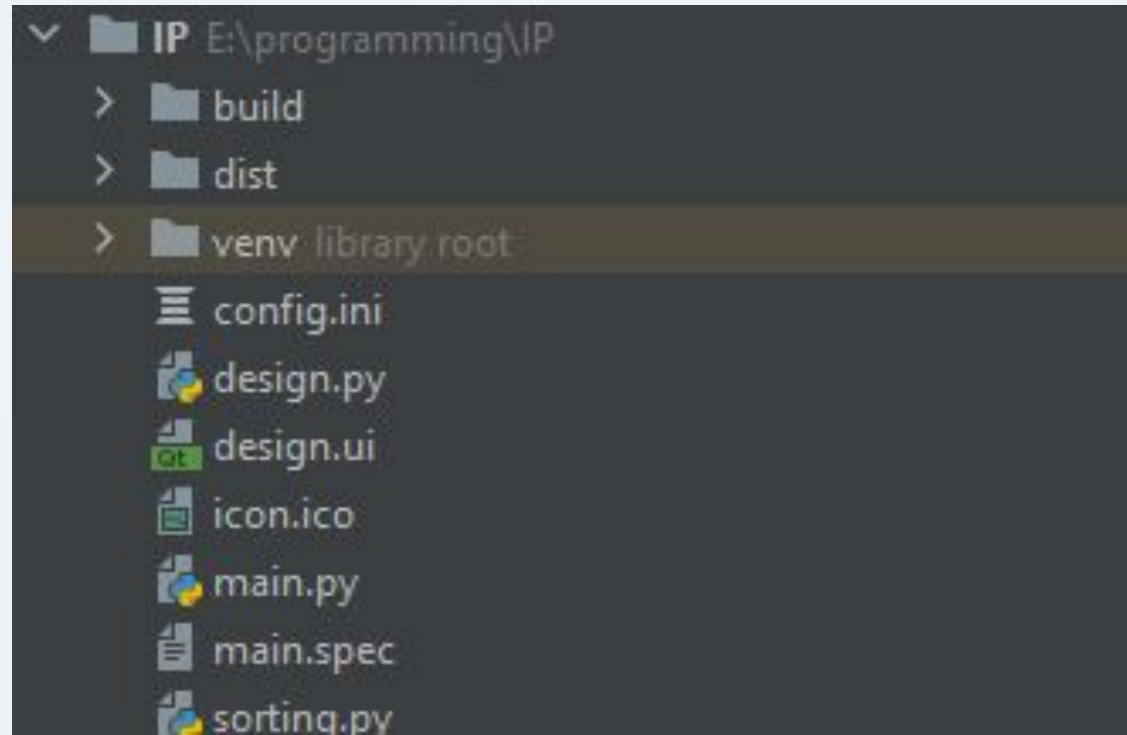 IP E:\programming\IP
build
dist
venv library root
config.ini
design.py
Qt design.ui
icon.ico
main.py
main.spec
sorting.py